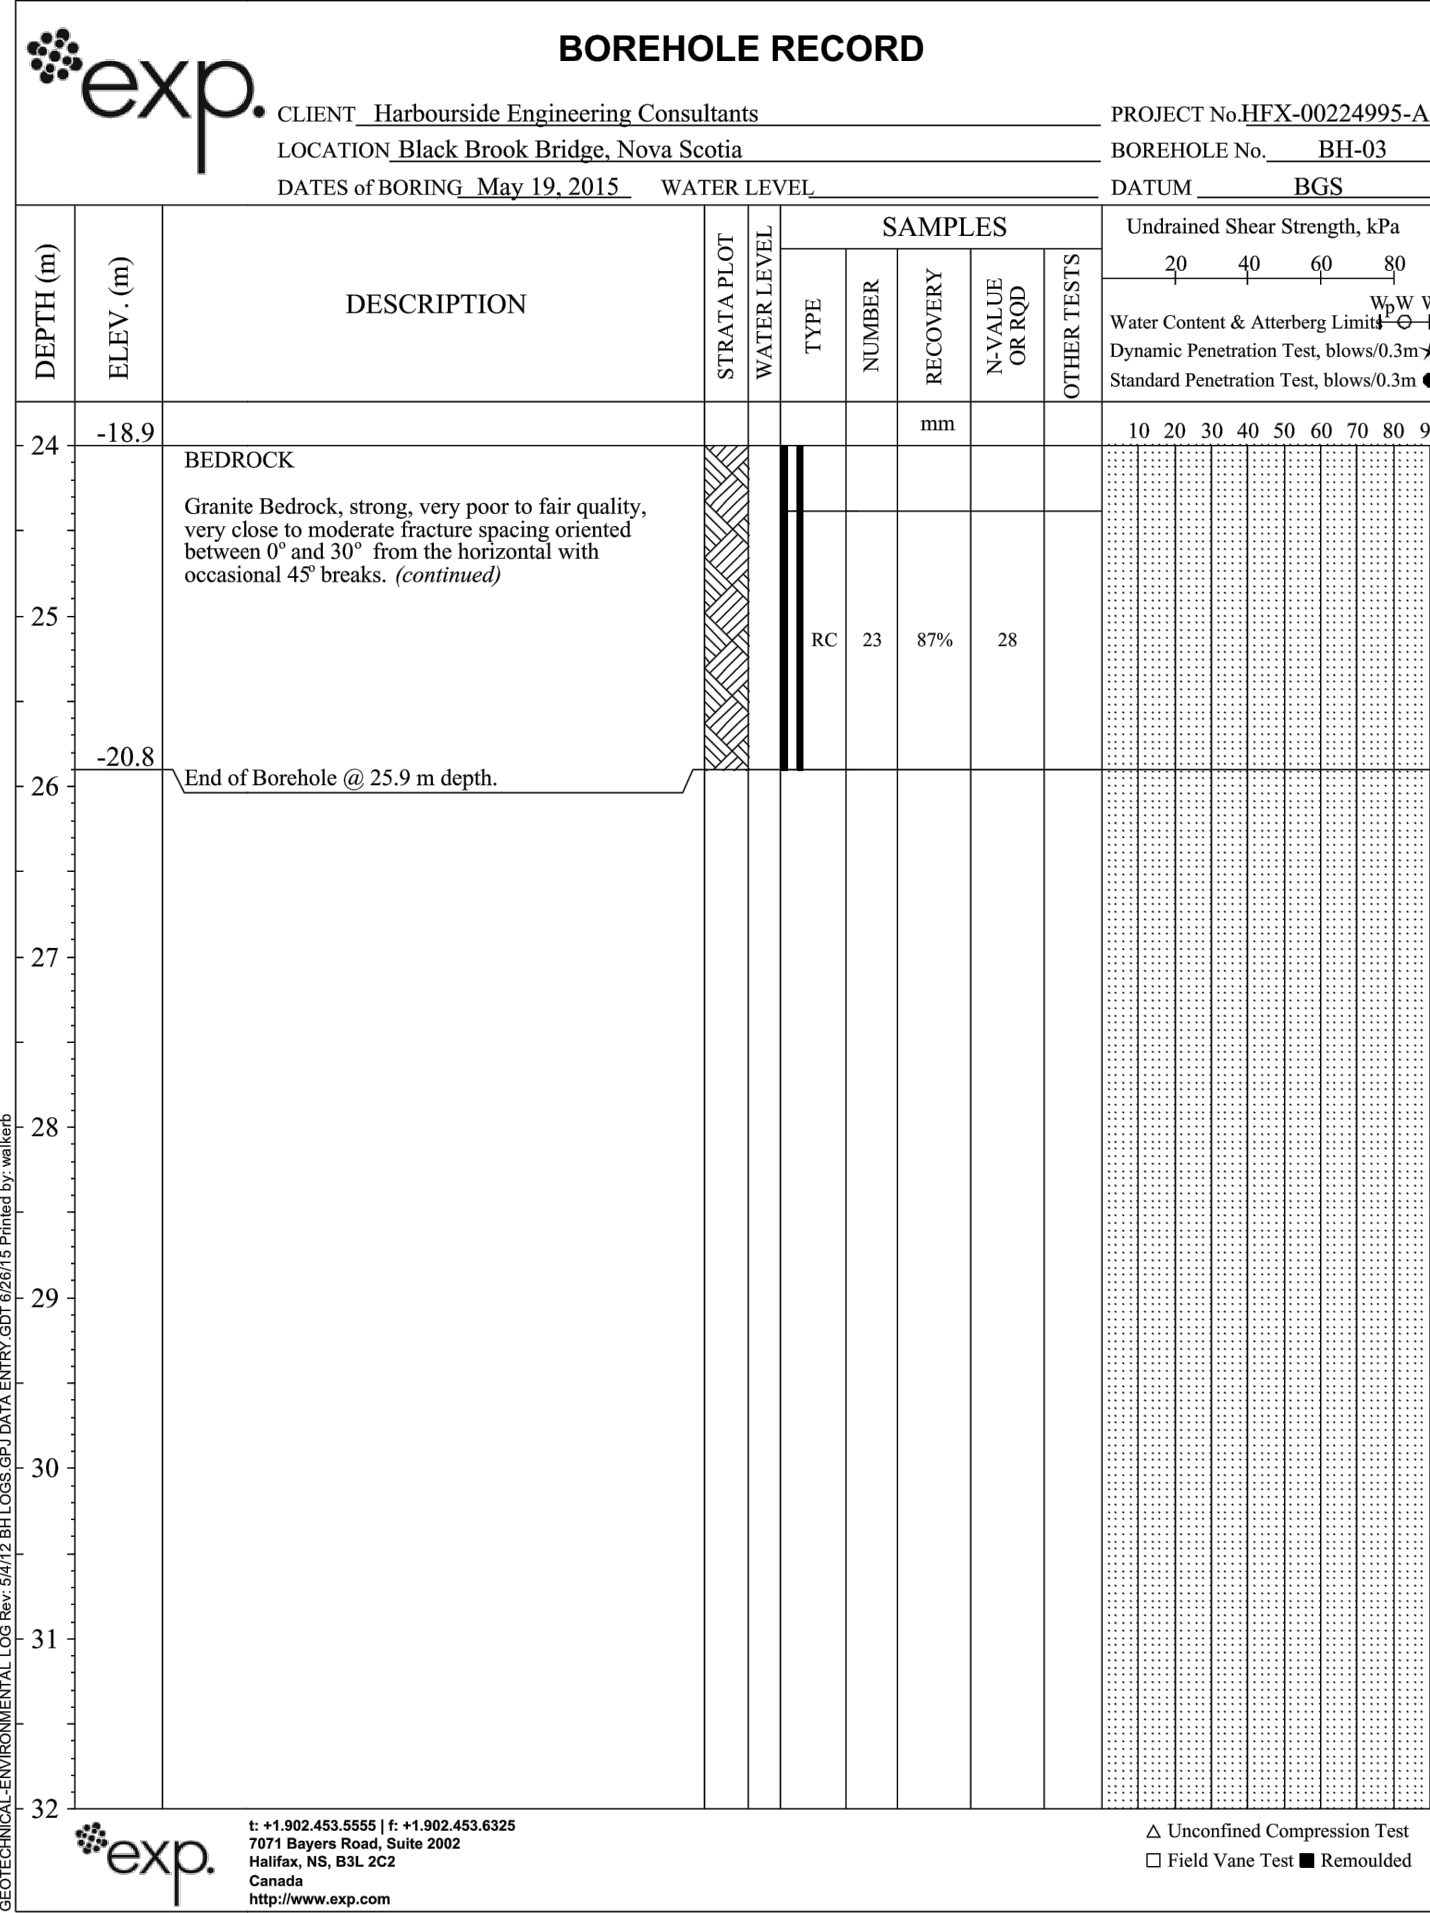 exp.
BOREHOLE RECORD
CLIENT Harbourside Engineering Consultants
PROJECT No. HFX-00224995-A
LOCATION Black Brook Bridge, Nova Scotia
BOREHOLE No. BH-03
DATES of BORING May 19, 2015 WATER LEVEL
DATUM BGS
DEPTH (m)
ELEV. (m)
DESCRIPTION
STRATA PLOT
WATER LEVEL
SAMPLES
TYPE
NUMBER
RECOVERY
N-VALUE
OR RQD
OTHER TESTS
Undrained Shear Strength, kPa
20 40 60 80
Wp W W
Water Content & Atterberg Limits
Dynamic Penetration Test, blows/0.3m
Standard Penetration Test, blows/0.3m
mm
10 20 30 40 50 60 70 80 9
24
-18.9
BEDROCK
Granite Bedrock, strong, very poor to fair quality,
very close to moderate fracture spacing oriented
between 0° and 30° from the horizontal with
occasional 45° breaks. (continued)
25
RC 23 87% 28
-20.8
End of Borehole @ 25.9 m depth.
26
27
28
29
30
31
32
GEOTECHNICAL-ENVIRONMENTAL LOG Rev: 5/4/12 BH LOGS.GPJ DATA ENTRY.GDT 6/26/15 Printed by: walkerb
exp.
t: +1.902.453.5555 | f: +1.902.453.6325
7071 Bayers Road, Suite 2002
Halifax, NS, B3L 2C2
Canada
http://www.exp.com
△ Unconfined Compression Test
□ Field Vane Test ■ Remoulded